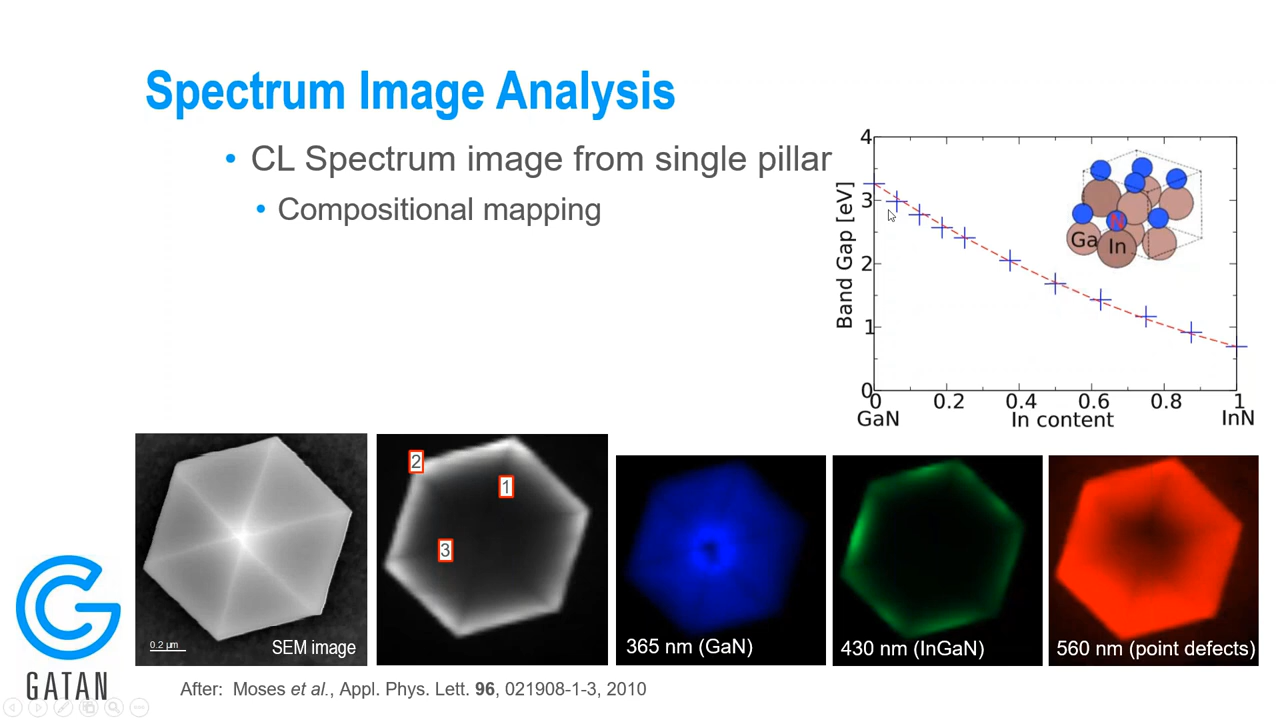 Spectrum Image Analysis
• CL Spectrum image from single pillar
• Compositional mapping
4
3
2
1
0
Band Gap [eV]
Ga
In
N
0
0.2
0.4
0.6
0.8
1
GaN
In content
InN
0.2 µm
SEM image
2
1
3
365 nm (GaN)
430 nm (InGaN)
560 nm (point defects)
GATAN
After: Moses et al., Appl. Phys. Lett. 96, 021908-1-3, 2010